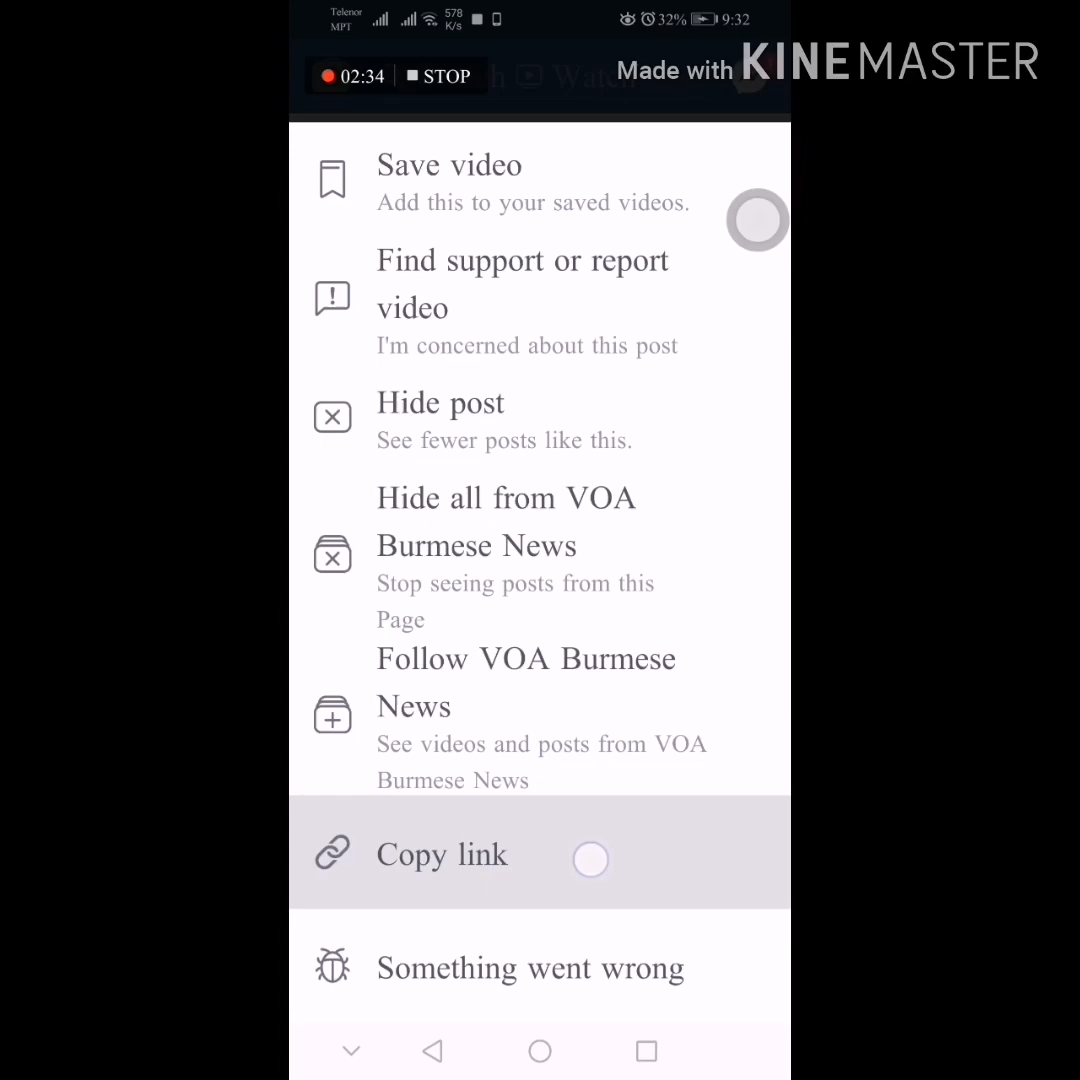 Telenor
MPT
578
K/s
32%
9:32
02:34
STOP
h
Watch
Made with KINEMASTER
Save video
Add this to your saved videos.
Find support or report
video
I'm concerned about this post
Hide post
See fewer posts like this.
Hide all from VOA
Burmese News
Stop seeing posts from this
Page
Follow VOA Burmese
News
See videos and posts from VOA
Burmese News
Copy link
Something went wrong